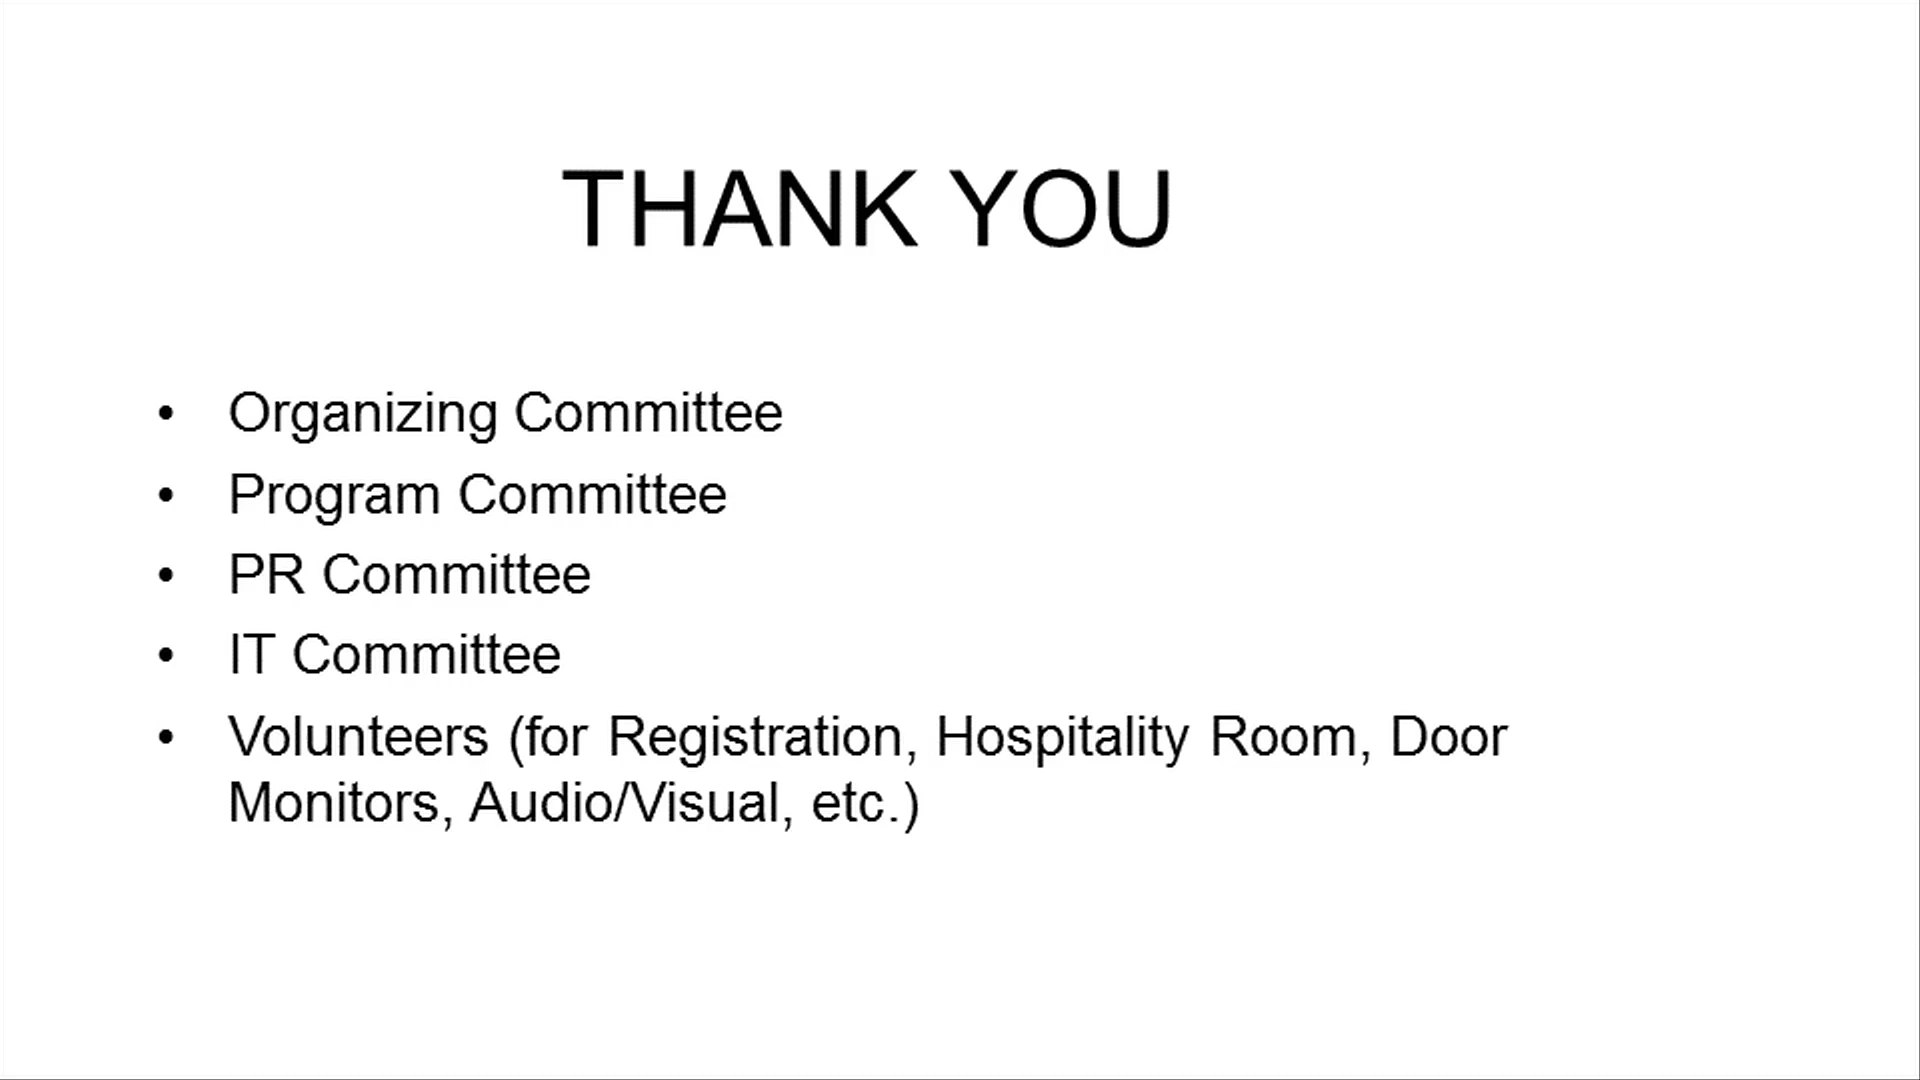 THANK YOU
• Organizing Committee
• Program Committee
• PR Committee
• IT Committee
• Volunteers (for Registration, Hospitality Room, Door
Monitors, Audio/Visual, etc.)